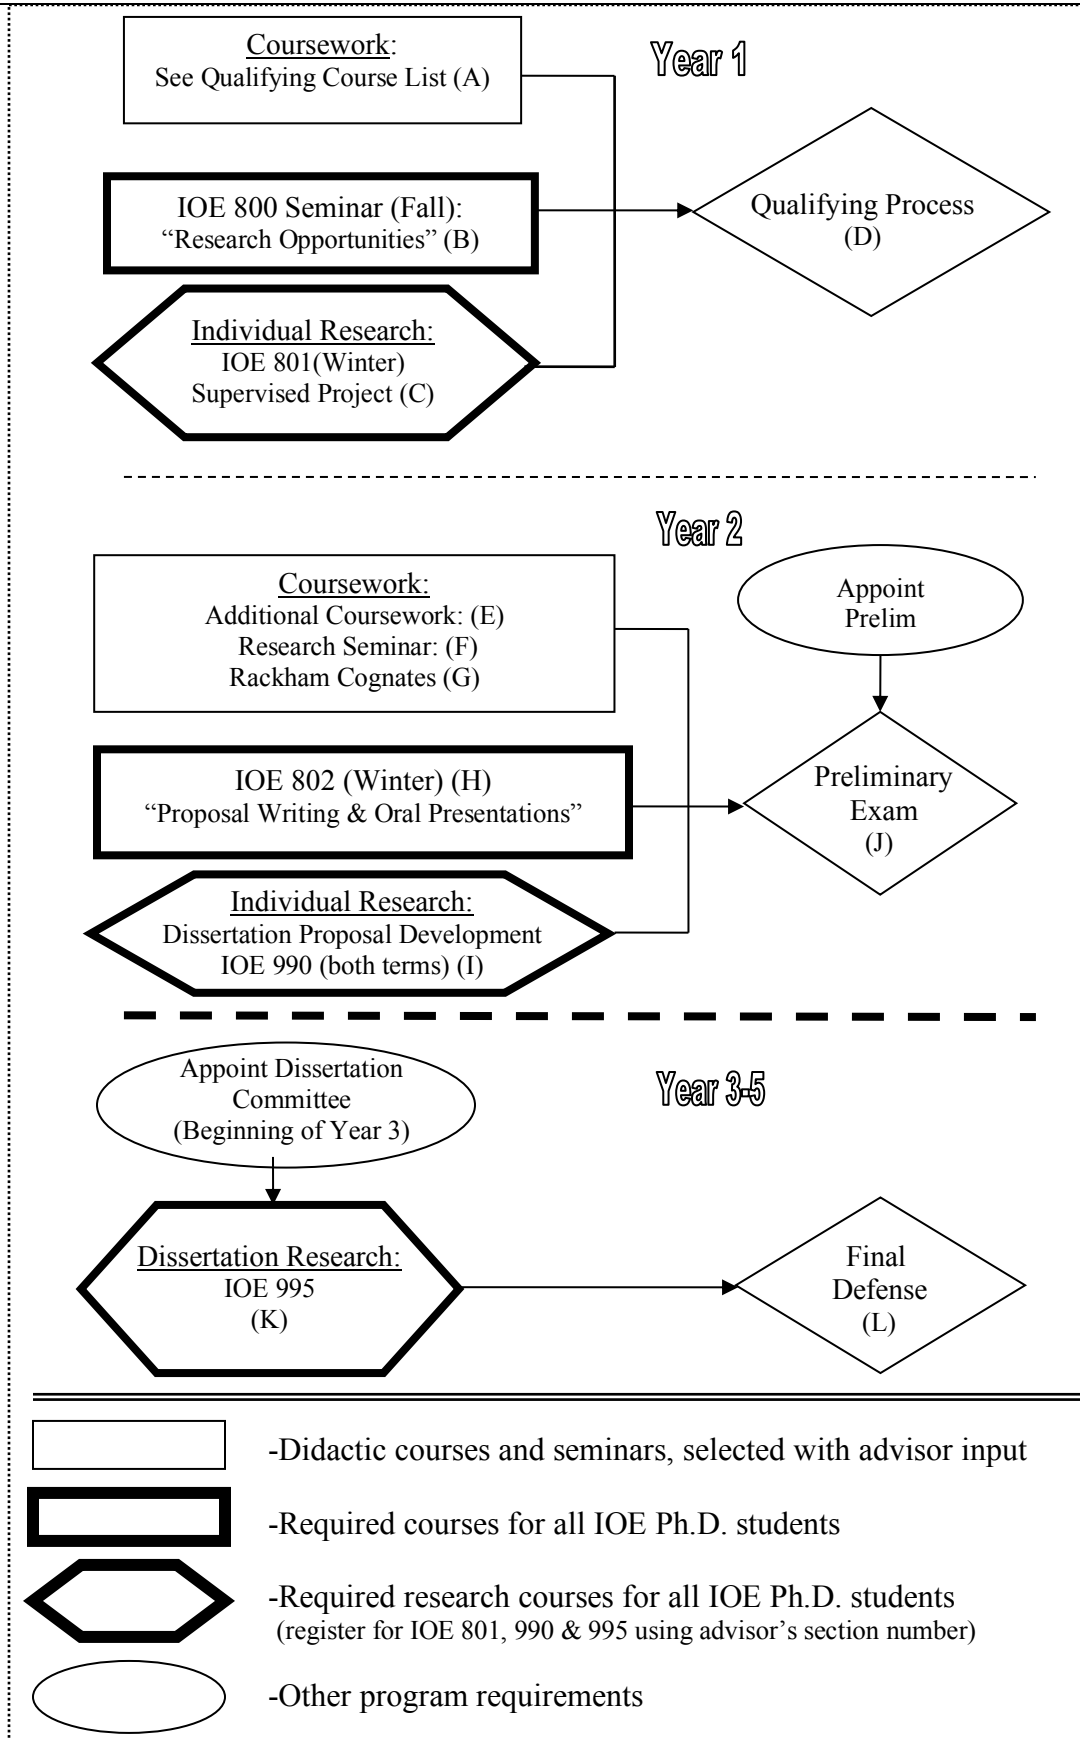 Year 1
Coursework:
See Qualifying Course List (A)
IOE 800 Seminar (Fall):
“Research Opportunities” (B)
Individual Research:
IOE 801(Winter)
Supervised Project (C)
Qualifying Process
(D)
Year 2
Coursework:
Additional Coursework: (E)
Research Seminar: (F)
Rackham Cognates (G)
IOE 802 (Winter) (H)
“Proposal Writing & Oral Presentations”
Individual Research:
Dissertation Proposal Development
IOE 990 (both terms) (I)
Appoint
Prelim
Preliminary
Exam
(J)
Year 3-5
Appoint Dissertation
Committee
(Beginning of Year 3)
Dissertation Research:
IOE 995
(K)
Final
Defense
(L)
-Didactic courses and seminars, selected with advisor input
-Required courses for all IOE Ph.D. students
-Required research courses for all IOE Ph.D. students
(register for IOE 801, 990 & 995 using advisor’s section number)
-Other program requirements